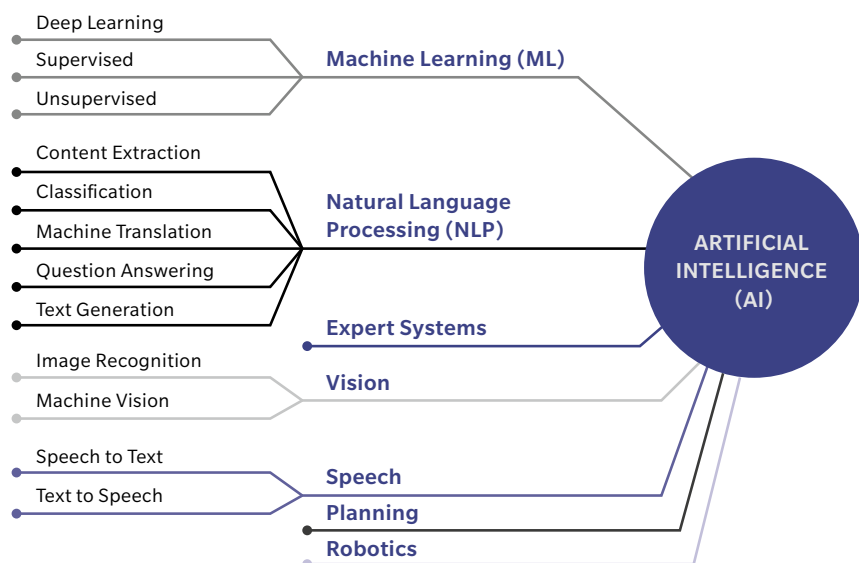 Deep Learning
Supervised
Unsupervised
Machine Learning (ML)
Content Extraction
Classification
Machine Translation
Question Answering
Text Generation
Natural Language
Processing (NLP)
Expert Systems
Image Recognition
Machine Vision
Vision
Speech to Text
Text to Speech
Speech
Planning
Robotics
ARTIFICIAL
INTELLIGENCE
(AI)